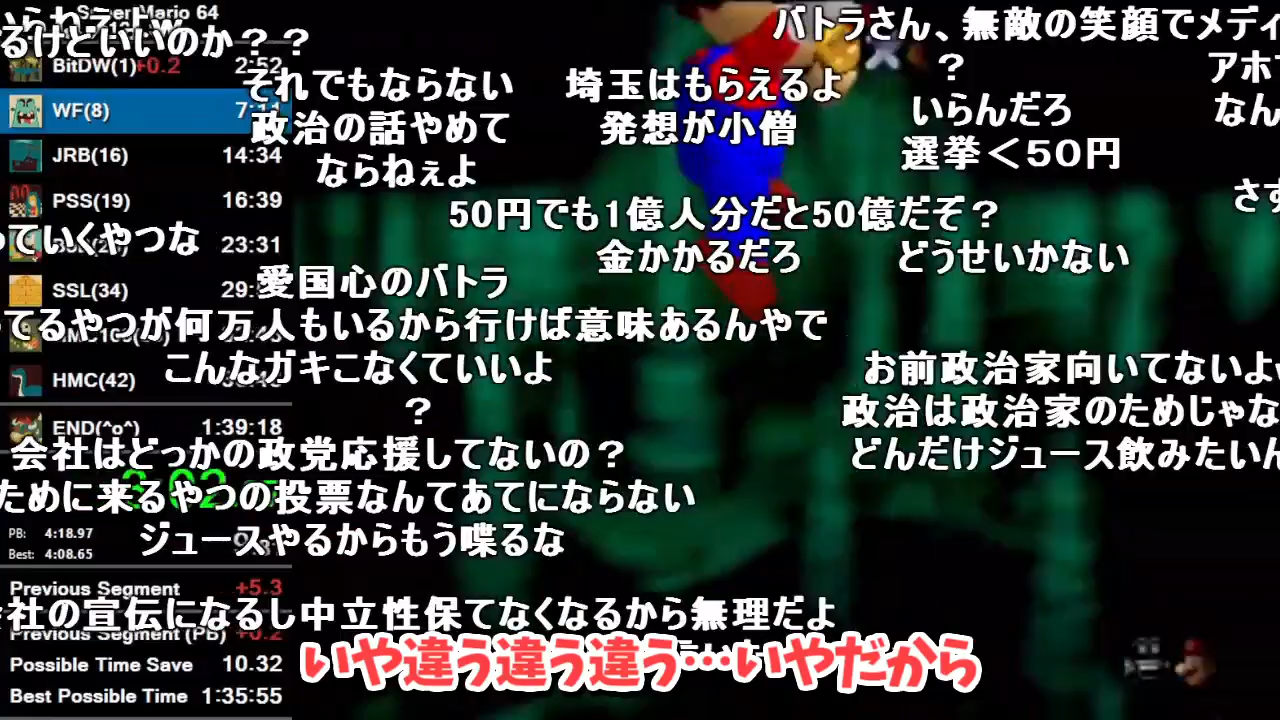 Super Mario 64
いられえよw
るけどいいのか？？
BitDW(1) +0.2 2:52
WF(8)
JRB(16) 14:34
PSS(19) 16:39
23:31
SSL(34)
HMC(42)
END(^o^) 1:39:18
PB: 4:18.97
Best: 4:08.65
Previous Segment +5.3
Previous Segment (PB)
Possible Time Save 10.32
Best Possible Time 1:35:55
バトラさん、無敵の笑顔でメディ
？
アホ
それでもならない
埼玉はもらえるよ
いらんだろ
なん
政治の話やめて
発想が小僧
選挙＜５０円
ならねぇよ
さす
50円でも1億人分だと50億だぞ？
っていくやつな
金かかるだろ
どうせいかない
愛国心のバトラ
てるやつが何万人もいるから行けば意味あるんやで
こんなガキこなくていいよ
お前政治家向いてないよ
？
政治は政治家のためじゃな
会社はどっかの政党応援してないの？
どんだけジュース飲みたいん
ために来るやつの投票なんてあてにならない
ジュースやるからもう喋るな
社の宣伝になるし中立性保てなくなるから無理だよ
いや違う違う違う…いやだから